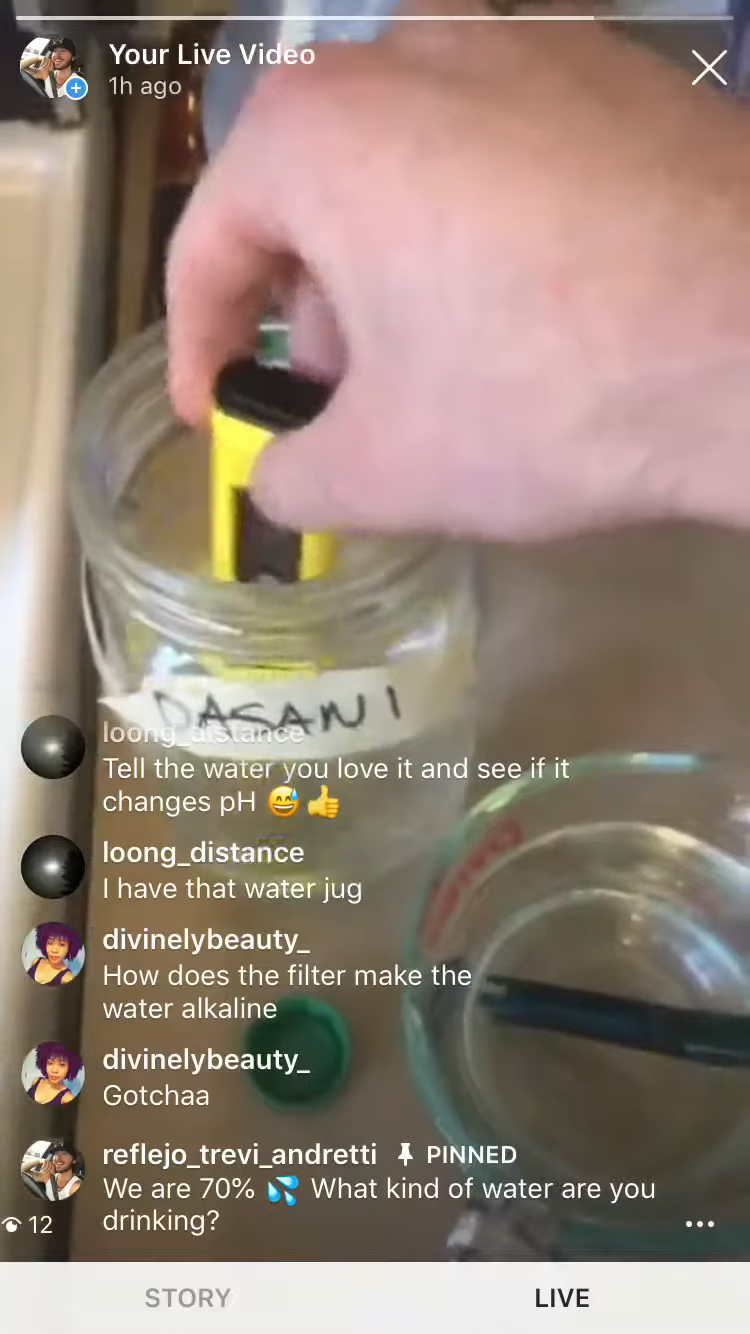 Your Live Video
1h ago
DASANI
loong_distance
Tell the water you love it and see if it
changes pH 😅👍
loong_distance
I have that water jug
divinelybeauty_
How does the filter make the
water alkaline
divinelybeauty_
Gotchaa
reflejo_trevi_andretti PINNED
We are 70% 💦 What kind of water are you
drinking?
12
STORY
LIVE